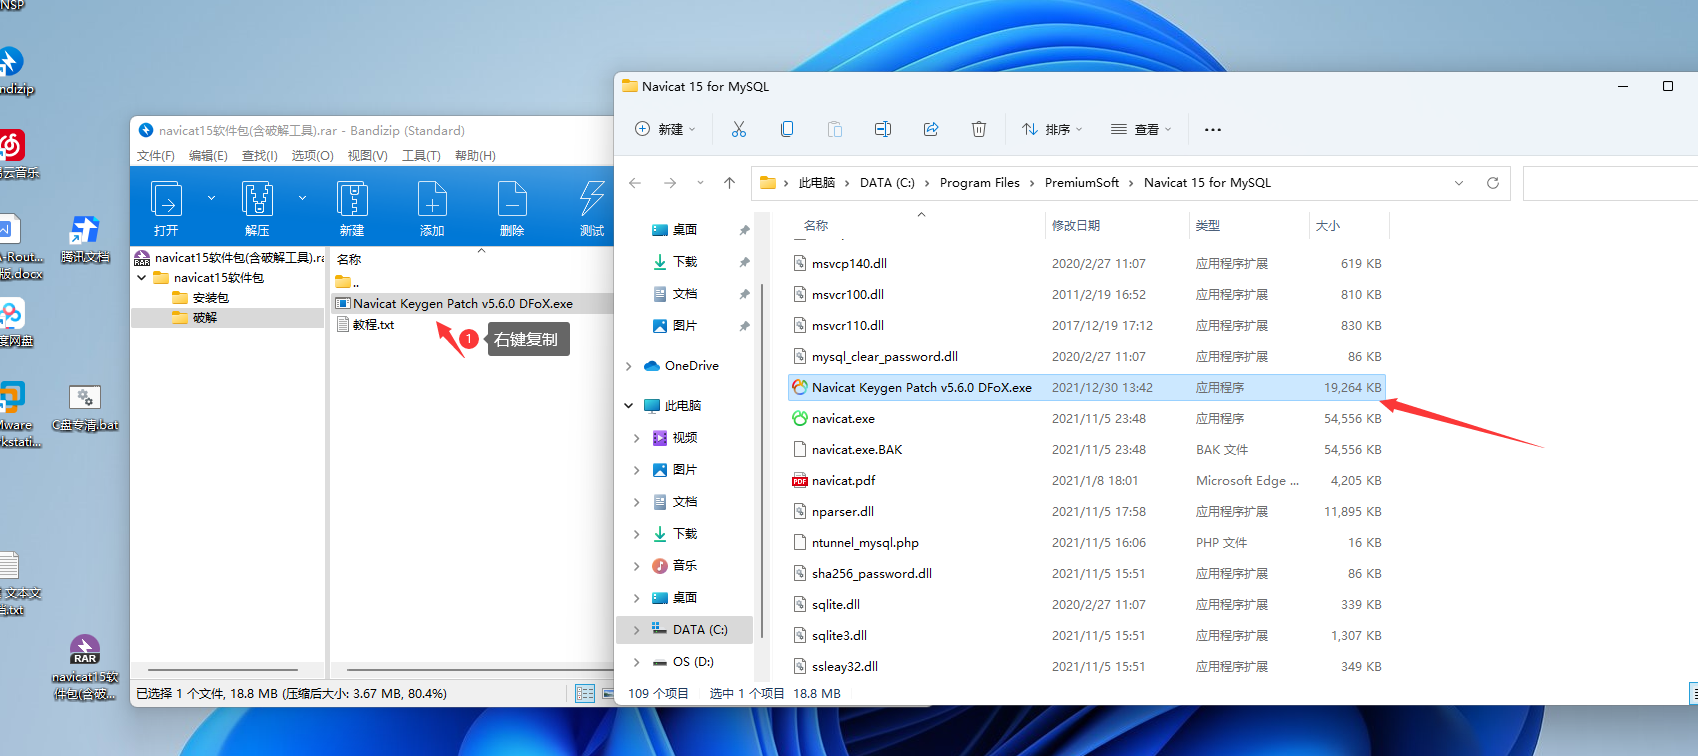 NSP
ndizip
易云音乐
A-Rout...
版.docx
腾讯文档
度网盘
Mware
rkstati...
C盘专清.bat
文本文
档.txt
RAR
navicat15软
件包(含破...
navicat15软件包(含破解工具).rar - Bandizip (Standard)
文件(F) 编辑(E) 查找(I) 选项(O) 视图(V) 工具(T) 帮助(H)
打开 解压 新建 添加 删除 测试
RAR navicat15软件包(含破解工具).ra
navicat15软件包
安装包
破解
名称
..
Navicat Keygen Patch v5.6.0 DFoX.exe
教程.txt
1 右键复制
已选择 1 个文件, 18.8 MB (压缩后大小: 3.67 MB, 80.4%)
Navicat 15 for MySQL
新建 排序 查看
此电脑 › DATA (C:) › Program Files › PremiumSoft › Navicat 15 for MySQL
桌面
下载
文档
图片
OneDrive
此电脑
视频
图片
文档
下载
音乐
桌面
DATA (C:)
OS (D:)
名称 修改日期 类型 大小
msvcp140.dll 2020/2/27 11:07 应用程序扩展 619 KB
msvcr100.dll 2011/2/19 16:52 应用程序扩展 810 KB
msvcr110.dll 2017/12/19 17:12 应用程序扩展 830 KB
mysql_clear_password.dll 2020/2/27 11:07 应用程序扩展 86 KB
Navicat Keygen Patch v5.6.0 DFoX.exe 2021/12/30 13:42 应用程序 19,264 KB
navicat.exe 2021/11/5 23:48 应用程序 54,556 KB
navicat.exe.BAK 2021/11/5 23:48 BAK 文件 54,556 KB
PDF navicat.pdf 2021/1/8 18:01 Microsoft Edge ... 4,205 KB
nparser.dll 2021/11/5 17:58 应用程序扩展 11,895 KB
ntunnel_mysql.php 2021/11/5 16:06 PHP 文件 16 KB
sha256_password.dll 2021/11/5 15:51 应用程序扩展 86 KB
sqlite.dll 2020/2/27 11:07 应用程序扩展 339 KB
sqlite3.dll 2021/11/5 15:51 应用程序扩展 1,307 KB
ssleay32.dll 2021/11/5 15:51 应用程序扩展 349 KB
109 个项目 选中 1 个项目 18.8 MB